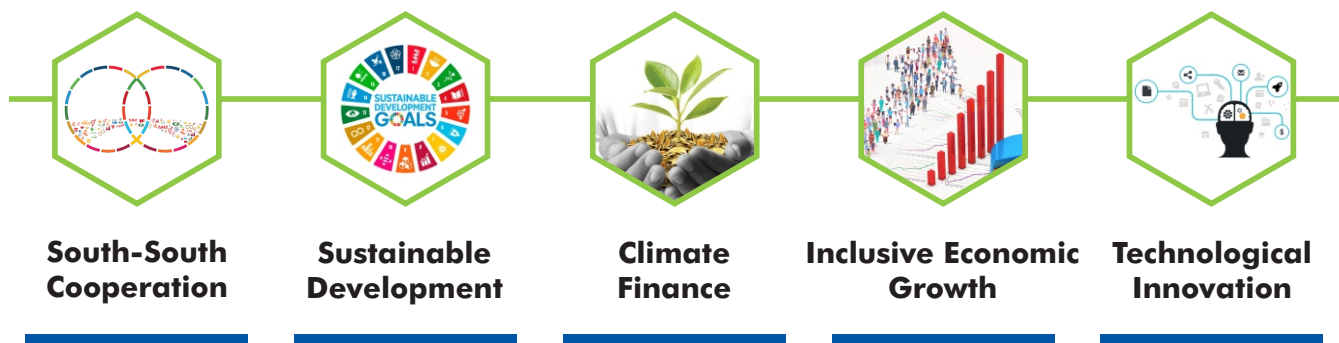 SUSTAINABLE
DEVELOPMENT
GOALS
South-South
Cooperation
Sustainable
Development
Climate
Finance
Inclusive Economic
Growth
Technological
Innovation